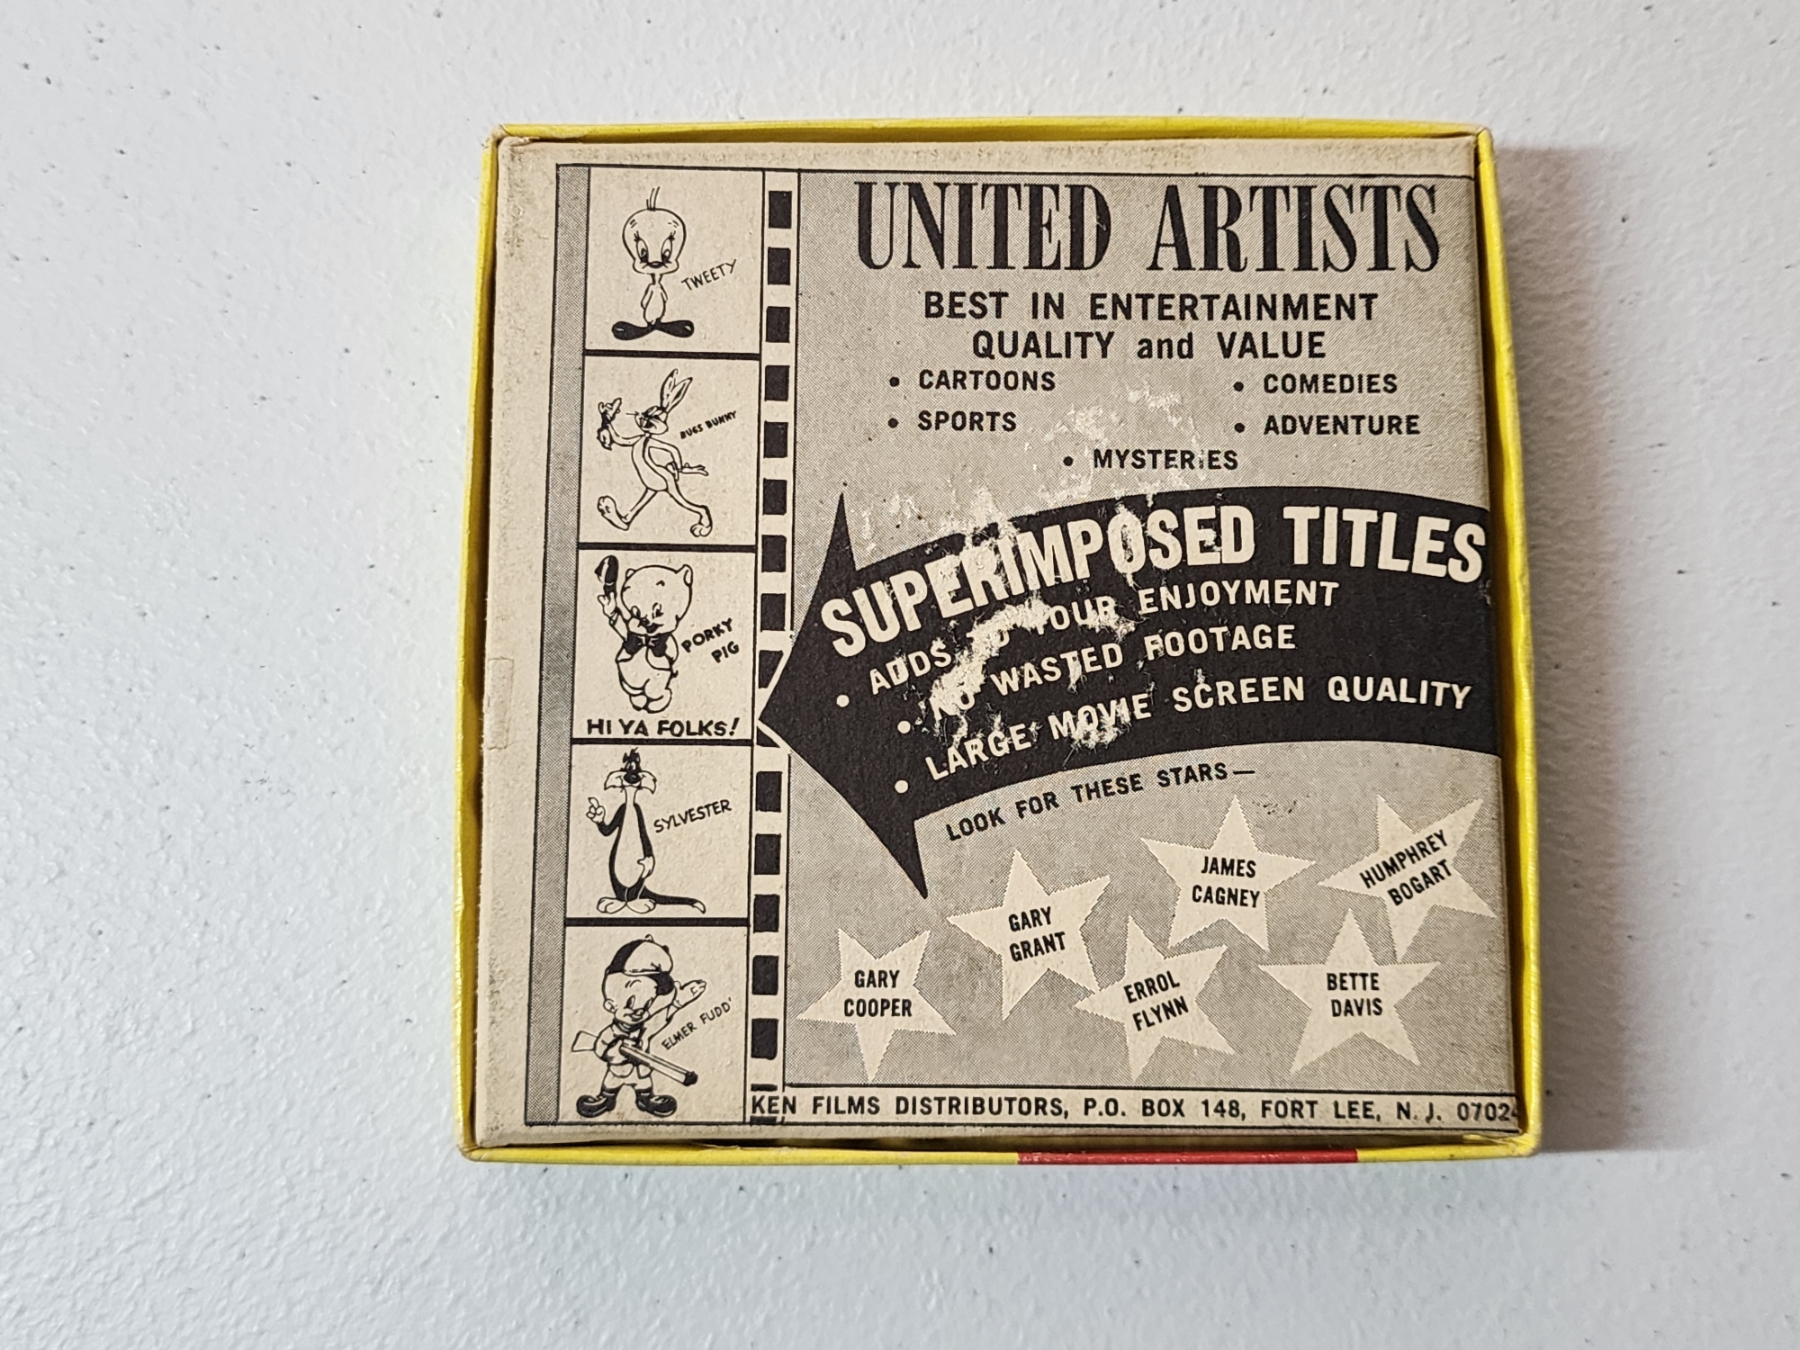 TWEETY
BUGS BUNNY
PORKY
PIG
HI YA FOLKS!
SYLVESTER
ELMER FUDD
UNITED ARTISTS
BEST IN ENTERTAINMENT
QUALITY and VALUE
• CARTOONS
• COMEDIES
• SPORTS
• ADVENTURE
• MYSTERIES
SUPERIMPOSED TITLES
• ADDS TO YOUR ENJOYMENT
• NO WASTED FOOTAGE
• LARGE MOVIE SCREEN QUALITY
LOOK FOR THESE STARS—
GARY
COOPER
GARY
GRANT
JAMES
CAGNEY
ERROL
FLYNN
HUMPHREY
BOGART
BETTE
DAVIS
KEN FILMS DISTRIBUTORS, P.O. BOX 148, FORT LEE, N. J. 07024